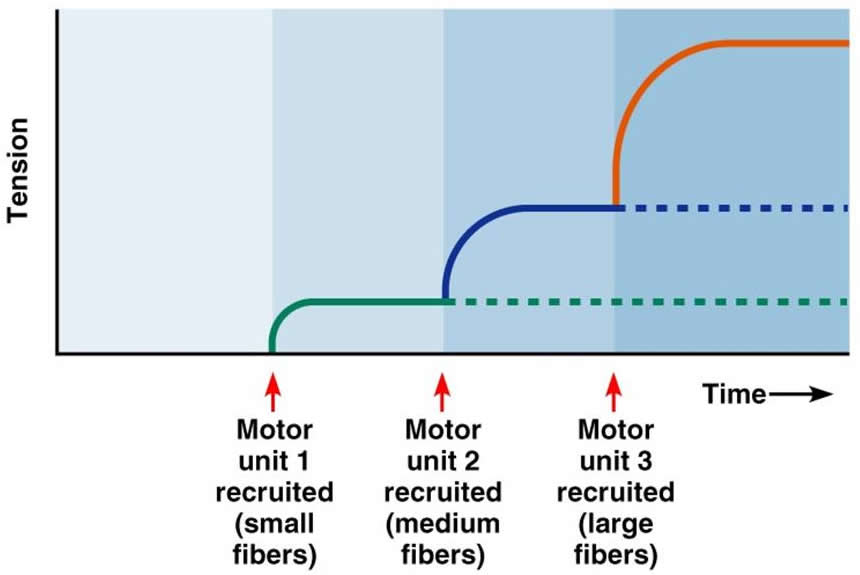 Tension
Time
Motor
unit 1
recruited
(small
fibers)
Motor
unit 2
recruited
(medium
fibers)
Motor
unit 3
recruited
(large
fibers)